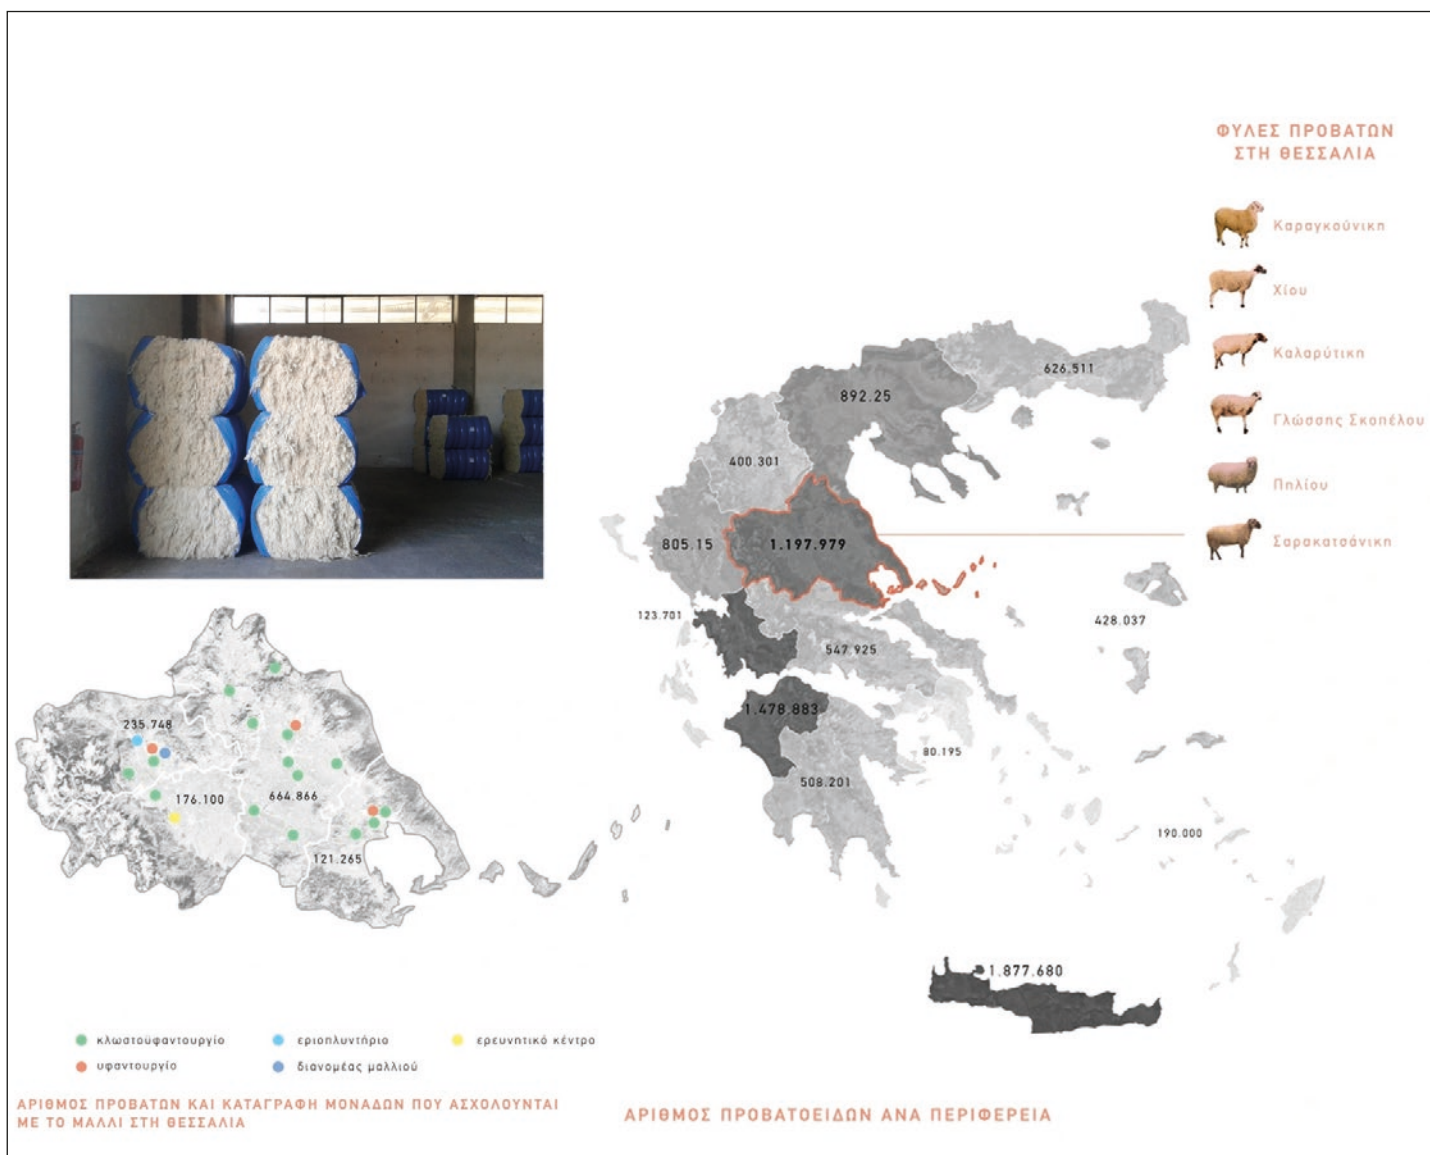 ΦΥΛΕΣ ΠΡΟΒΑΤΩΝ
ΣΤΗ ΘΕΣΣΑΛΙΑ
Καραγκούνικη
Χίου
Καλαρύτικη
Γλώσσης Σκοπέλου
Πηλίου
Σαρακατσάνικη
626.511
892.25
400.301
805.15
1.197.979
123.701
428.037
547.925
1.478.883
80.195
508.201
190.000
1.877.680
235.748
176.100
664.866
121.265
κλωστοϋφαντουργίο
εριοπλυντήριο
ερευνητικό κέντρο
υφαντουργίο
διανομέας μαλλιού
ΑΡΙΘΜΟΣ ΠΡΟΒΑΤΩΝ ΚΑΙ ΚΑΤΑΓΡΑΦΗ ΜΟΝΑΔΩΝ ΠΟΥ ΑΣΧΟΛΟΥΝΤΑΙ
ΜΕ ΤΟ ΜΑΛΛΙ ΣΤΗ ΘΕΣΣΑΛΙΑ
ΑΡΙΘΜΟΣ ΠΡΟΒΑΤΟΕΙΔΩΝ ΑΝΑ ΠΕΡΙΦΕΡΕΙΑ